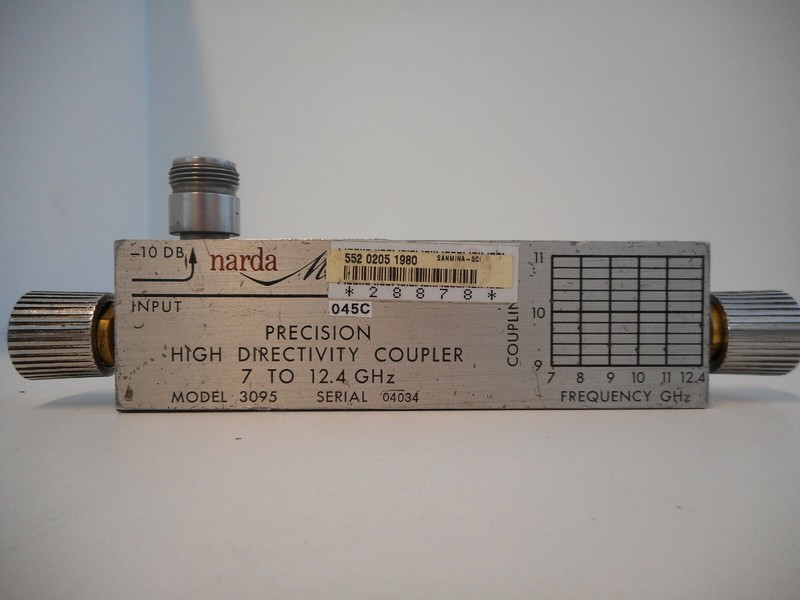 -10 DB
narda
552 0205 1980 SANMINA-SCI
* 28878 *
045C
INPUT
PRECISION
HIGH DIRECTIVITY COUPLER
7 TO 12.4 GHz
MODEL 3095 SERIAL 04034
11
10
9
7 8 9 10 11 12.4
FREQUENCY GHz